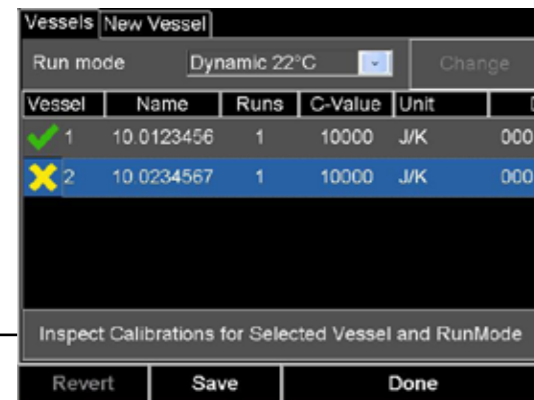 Vessels New Vessel
Run mode Dynamic 22°C Change
Vessel Name Runs C-Value Unit
1 10.0123456 1 10000 J/K 000
2 10.0234567 1 10000 J/K 000
Inspect Calibrations for Selected Vessel and RunMode
Revert Save Done